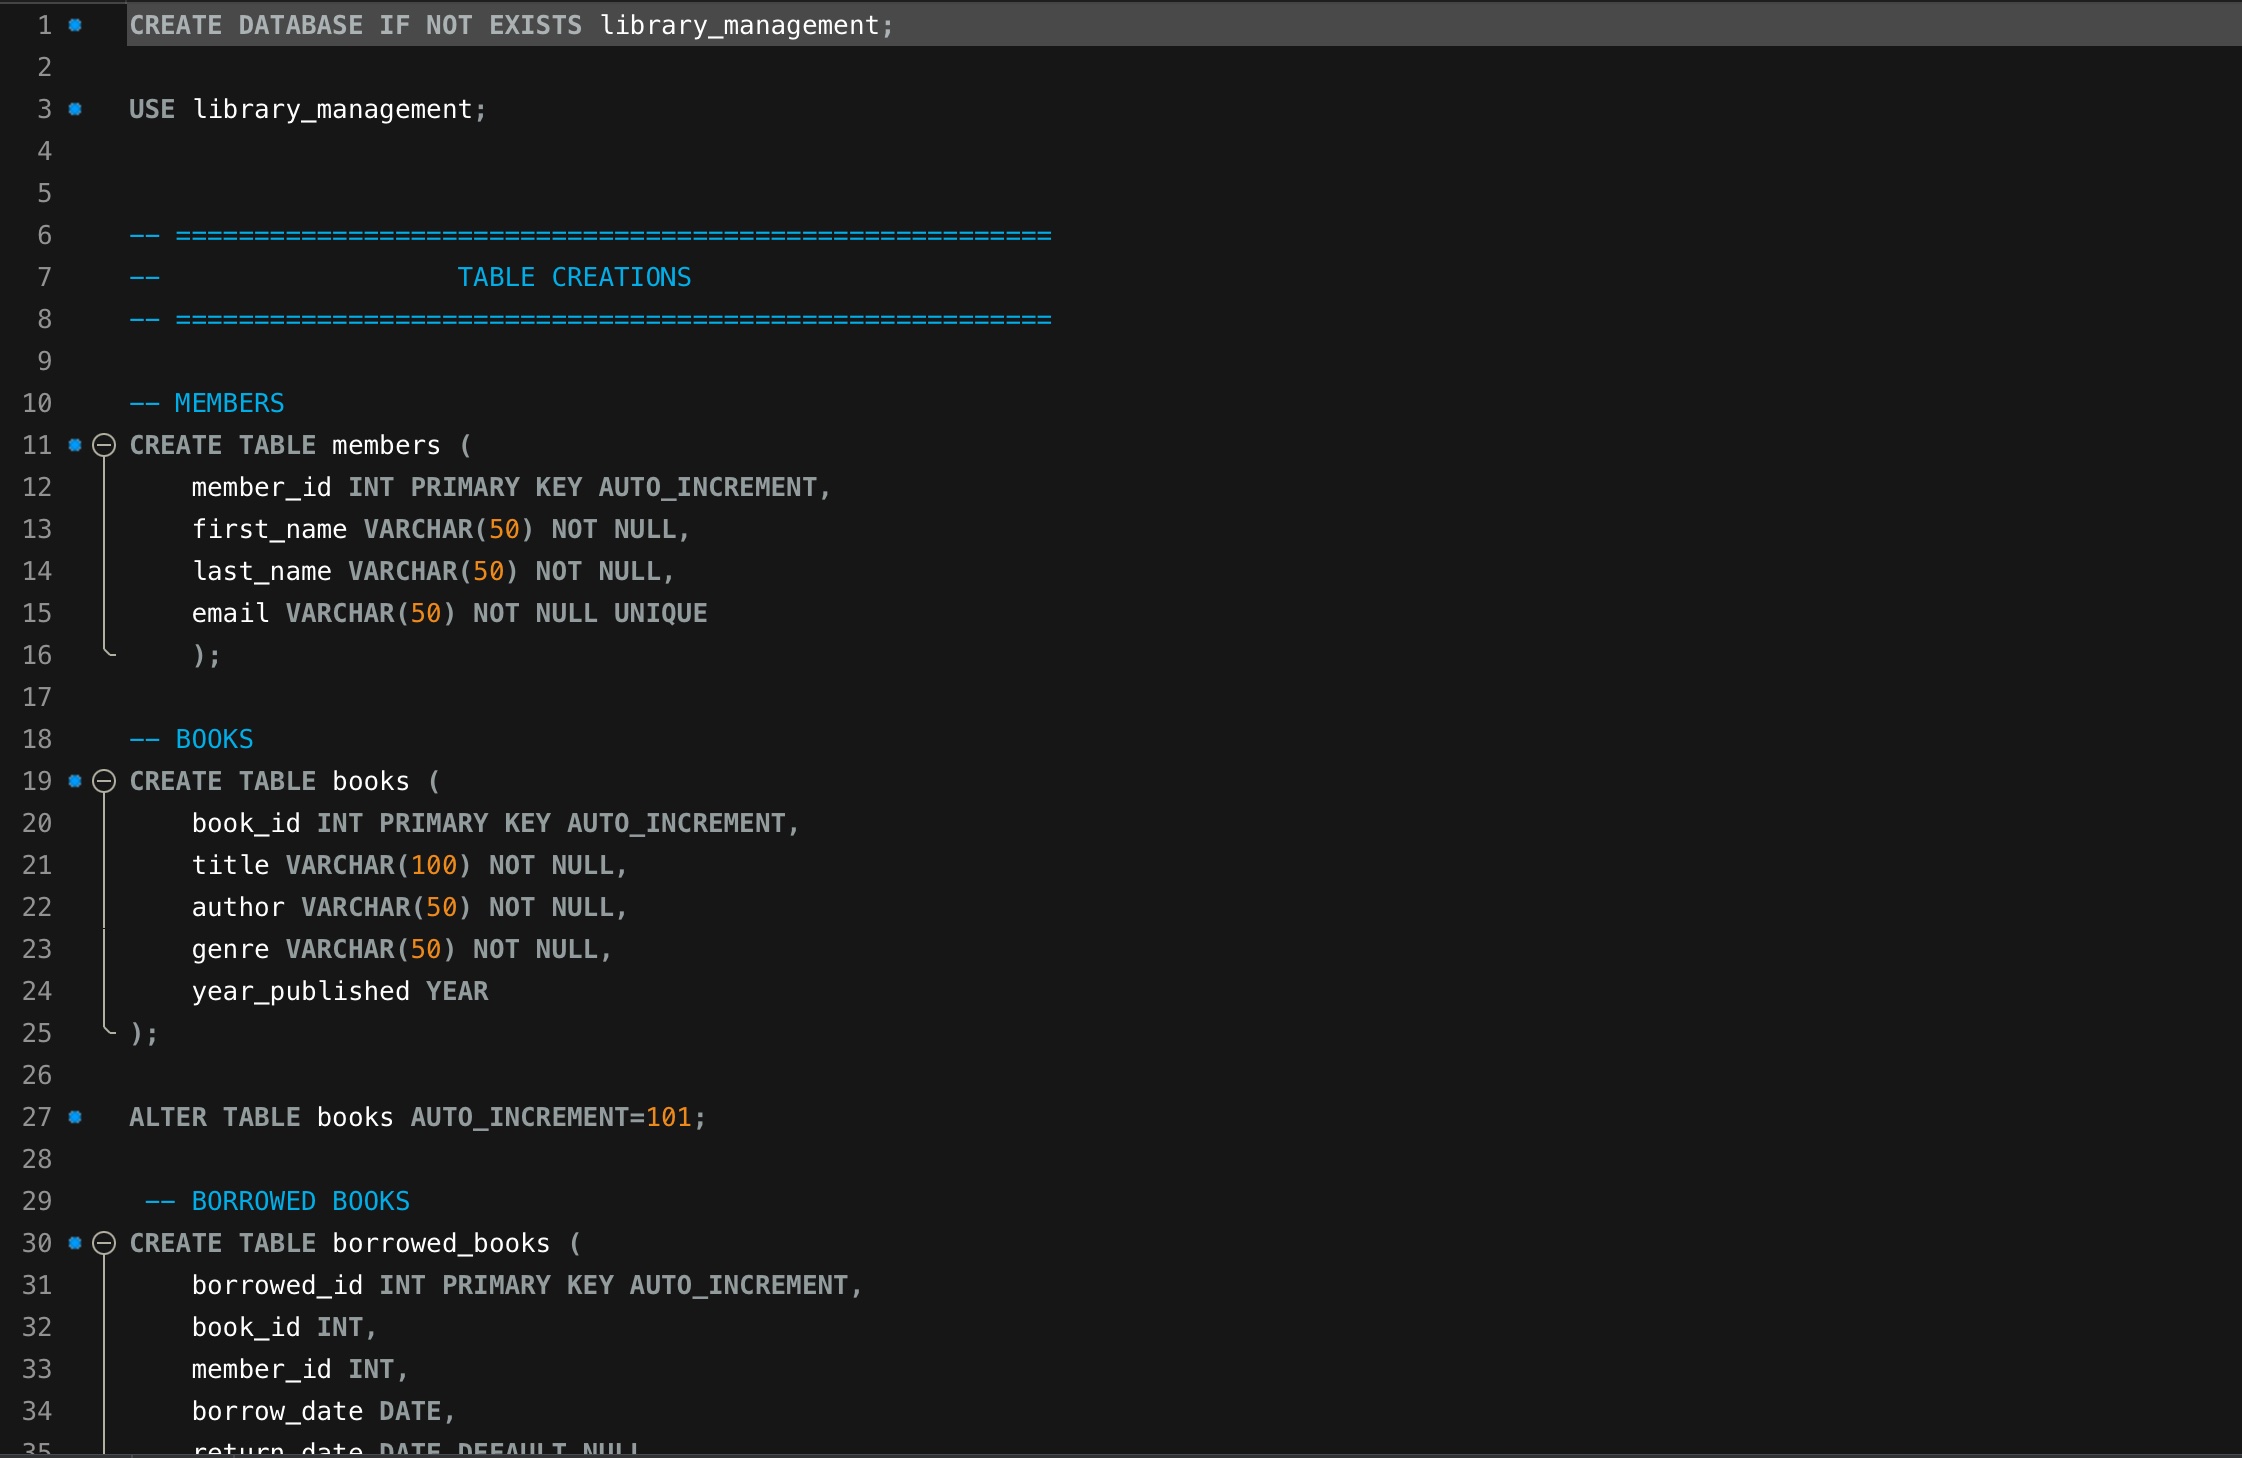 1 CREATE DATABASE IF NOT EXISTS library_management;
2
3 USE library_management;
4
5
6 -- ========================================================
7 --                   TABLE CREATIONS
8 -- ========================================================
9
10 -- MEMBERS
11 CREATE TABLE members (
12     member_id INT PRIMARY KEY AUTO_INCREMENT,
13     first_name VARCHAR(50) NOT NULL,
14     last_name VARCHAR(50) NOT NULL,
15     email VARCHAR(50) NOT NULL UNIQUE
16     );
17
18 -- BOOKS
19 CREATE TABLE books (
20     book_id INT PRIMARY KEY AUTO_INCREMENT,
21     title VARCHAR(100) NOT NULL,
22     author VARCHAR(50) NOT NULL,
23     genre VARCHAR(50) NOT NULL,
24     year_published YEAR
25 );
26
27 ALTER TABLE books AUTO_INCREMENT=101;
28
29  -- BORROWED BOOKS
30 CREATE TABLE borrowed_books (
31     borrowed_id INT PRIMARY KEY AUTO_INCREMENT,
32     book_id INT,
33     member_id INT,
34     borrow_date DATE,
35     return_date DATE DEFAULT NULL